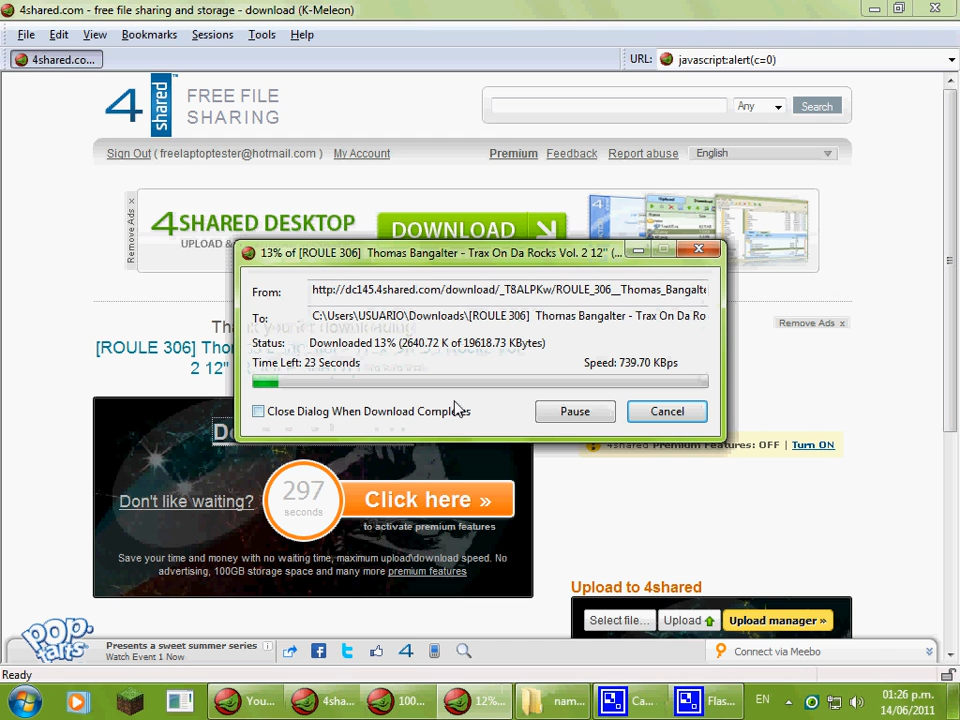 4shared.com - free file sharing and storage - download (K-Meleon)
File Edit View Bookmarks Sessions Tools Help
4shared.co... URL: javascript:alert(c=0)
4 shared FREE FILE SHARING
Any Search
Sign Out ( freelaptoptester@hotmail.com ) My Account Premium Feedback Report abuse English
Remove Ads x
4SHARED DESKTOP DOWNLOAD
UPLOAD &
13% of [ROULE 306] Thomas Bangalter - Trax On Da Rocks Vol. 2 12'' (...
From: http://dc145.4shared.com/download/_T8ALPKw/ROULE_306__Thomas_Bangalte
To: C:\Users\USUARIO\Downloads\[ROULE 306] Thomas Bangalter - Trax On Da Ro
Status: Downloaded 13% (2640.72 K of 19618.73 KBytes)
Time Left: 23 Seconds Speed: 739.70 KBps
Close Dialog When Download Completes
Pause Cancel
Remove Ads x
[ROULE 306] Tho
2 12''
4shared Premium Features: OFF | Turn ON
Don't like waiting? 297 seconds Click here »
to activate premium features
Save your time and money with no waiting time, maximum upload\download speed. No
advertising, 100GB storage space and many more premium features
Upload to 4shared
Select file... Upload Upload manager »
pop-tarts
Presents a sweet summer series
Watch Event 1 Now
4
Connect via Meebo
Ready
You... 4sha... 100... 12%... nam... Ca... Flas... EN 01:26 p.m.
14/06/2011